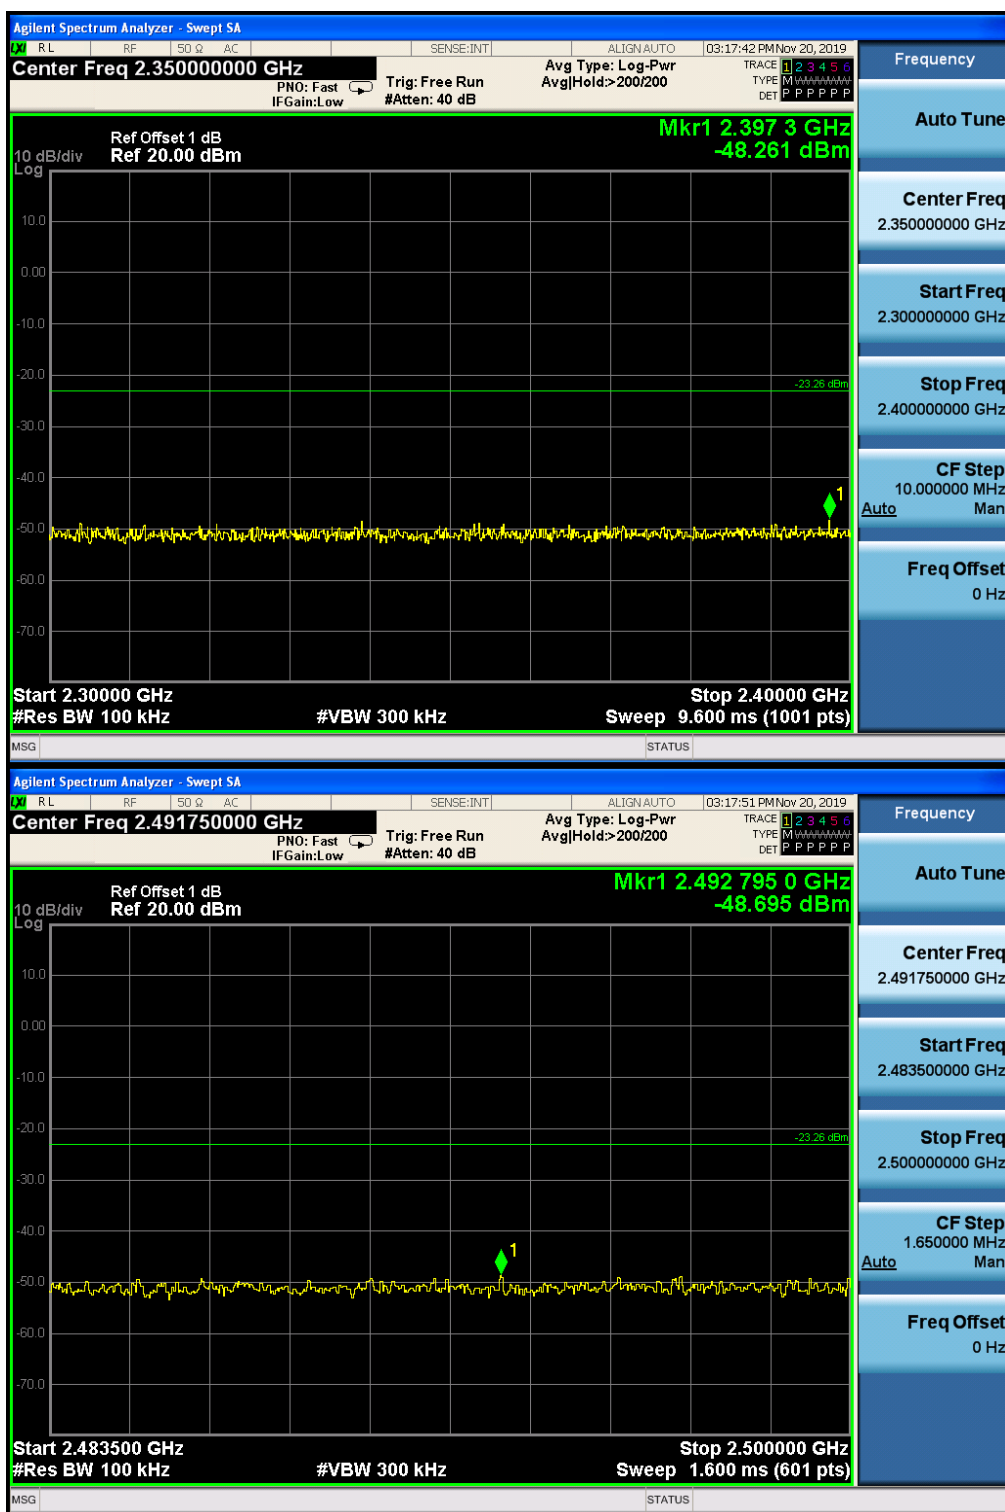 Agilent Spectrum Analyzer - Swept SA
LXI RL RF 50 Ω AC SENSE:INT ALIGN AUTO 03:17:42 PM Nov 20, 2019
Center Freq 2.350000000 GHz
PNO: Fast
IFGain:Low
Trig: Free Run
#Atten: 40 dB
Avg Type: Log-Pwr
Avg|Hold:>200/200
TRACE 1 2 3 4 5 6
TYPE M
DET P P P P P P
Frequency
Auto Tune
Center Freq
2.350000000 GHz
Start Freq
2.300000000 GHz
Stop Freq
2.400000000 GHz
CF Step
10.000000 MHz
Auto Man
Freq Offset
0 Hz
Mkr1 2.397 3 GHz
-48.261 dBm
Ref Offset 1 dB
10 dB/div Ref 20.00 dBm
Log
10.0
0.00
-10.0
-20.0
-23.26 dBm
-30.0
-40.0
1
-50.0
-60.0
-70.0
Start 2.30000 GHz Stop 2.40000 GHz
#Res BW 100 kHz #VBW 300 kHz Sweep 9.600 ms (1001 pts)
MSG STATUS
Agilent Spectrum Analyzer - Swept SA
LXI RL RF 50 Ω AC SENSE:INT ALIGN AUTO 03:17:51 PM Nov 20, 2019
Center Freq 2.491750000 GHz
PNO: Fast
IFGain:Low
Trig: Free Run
#Atten: 40 dB
Avg Type: Log-Pwr
Avg|Hold:>200/200
TRACE 1 2 3 4 5 6
TYPE M
DET P P P P P P
Frequency
Auto Tune
Center Freq
2.491750000 GHz
Start Freq
2.483500000 GHz
Stop Freq
2.500000000 GHz
CF Step
1.650000 MHz
Auto Man
Freq Offset
0 Hz
Mkr1 2.492 795 0 GHz
-48.695 dBm
Ref Offset 1 dB
10 dB/div Ref 20.00 dBm
Log
10.0
0.00
-10.0
-20.0
-23.26 dBm
-30.0
-40.0
1
-50.0
-60.0
-70.0
Start 2.483500 GHz Stop 2.500000 GHz
#Res BW 100 kHz #VBW 300 kHz Sweep 1.600 ms (601 pts)
MSG STATUS